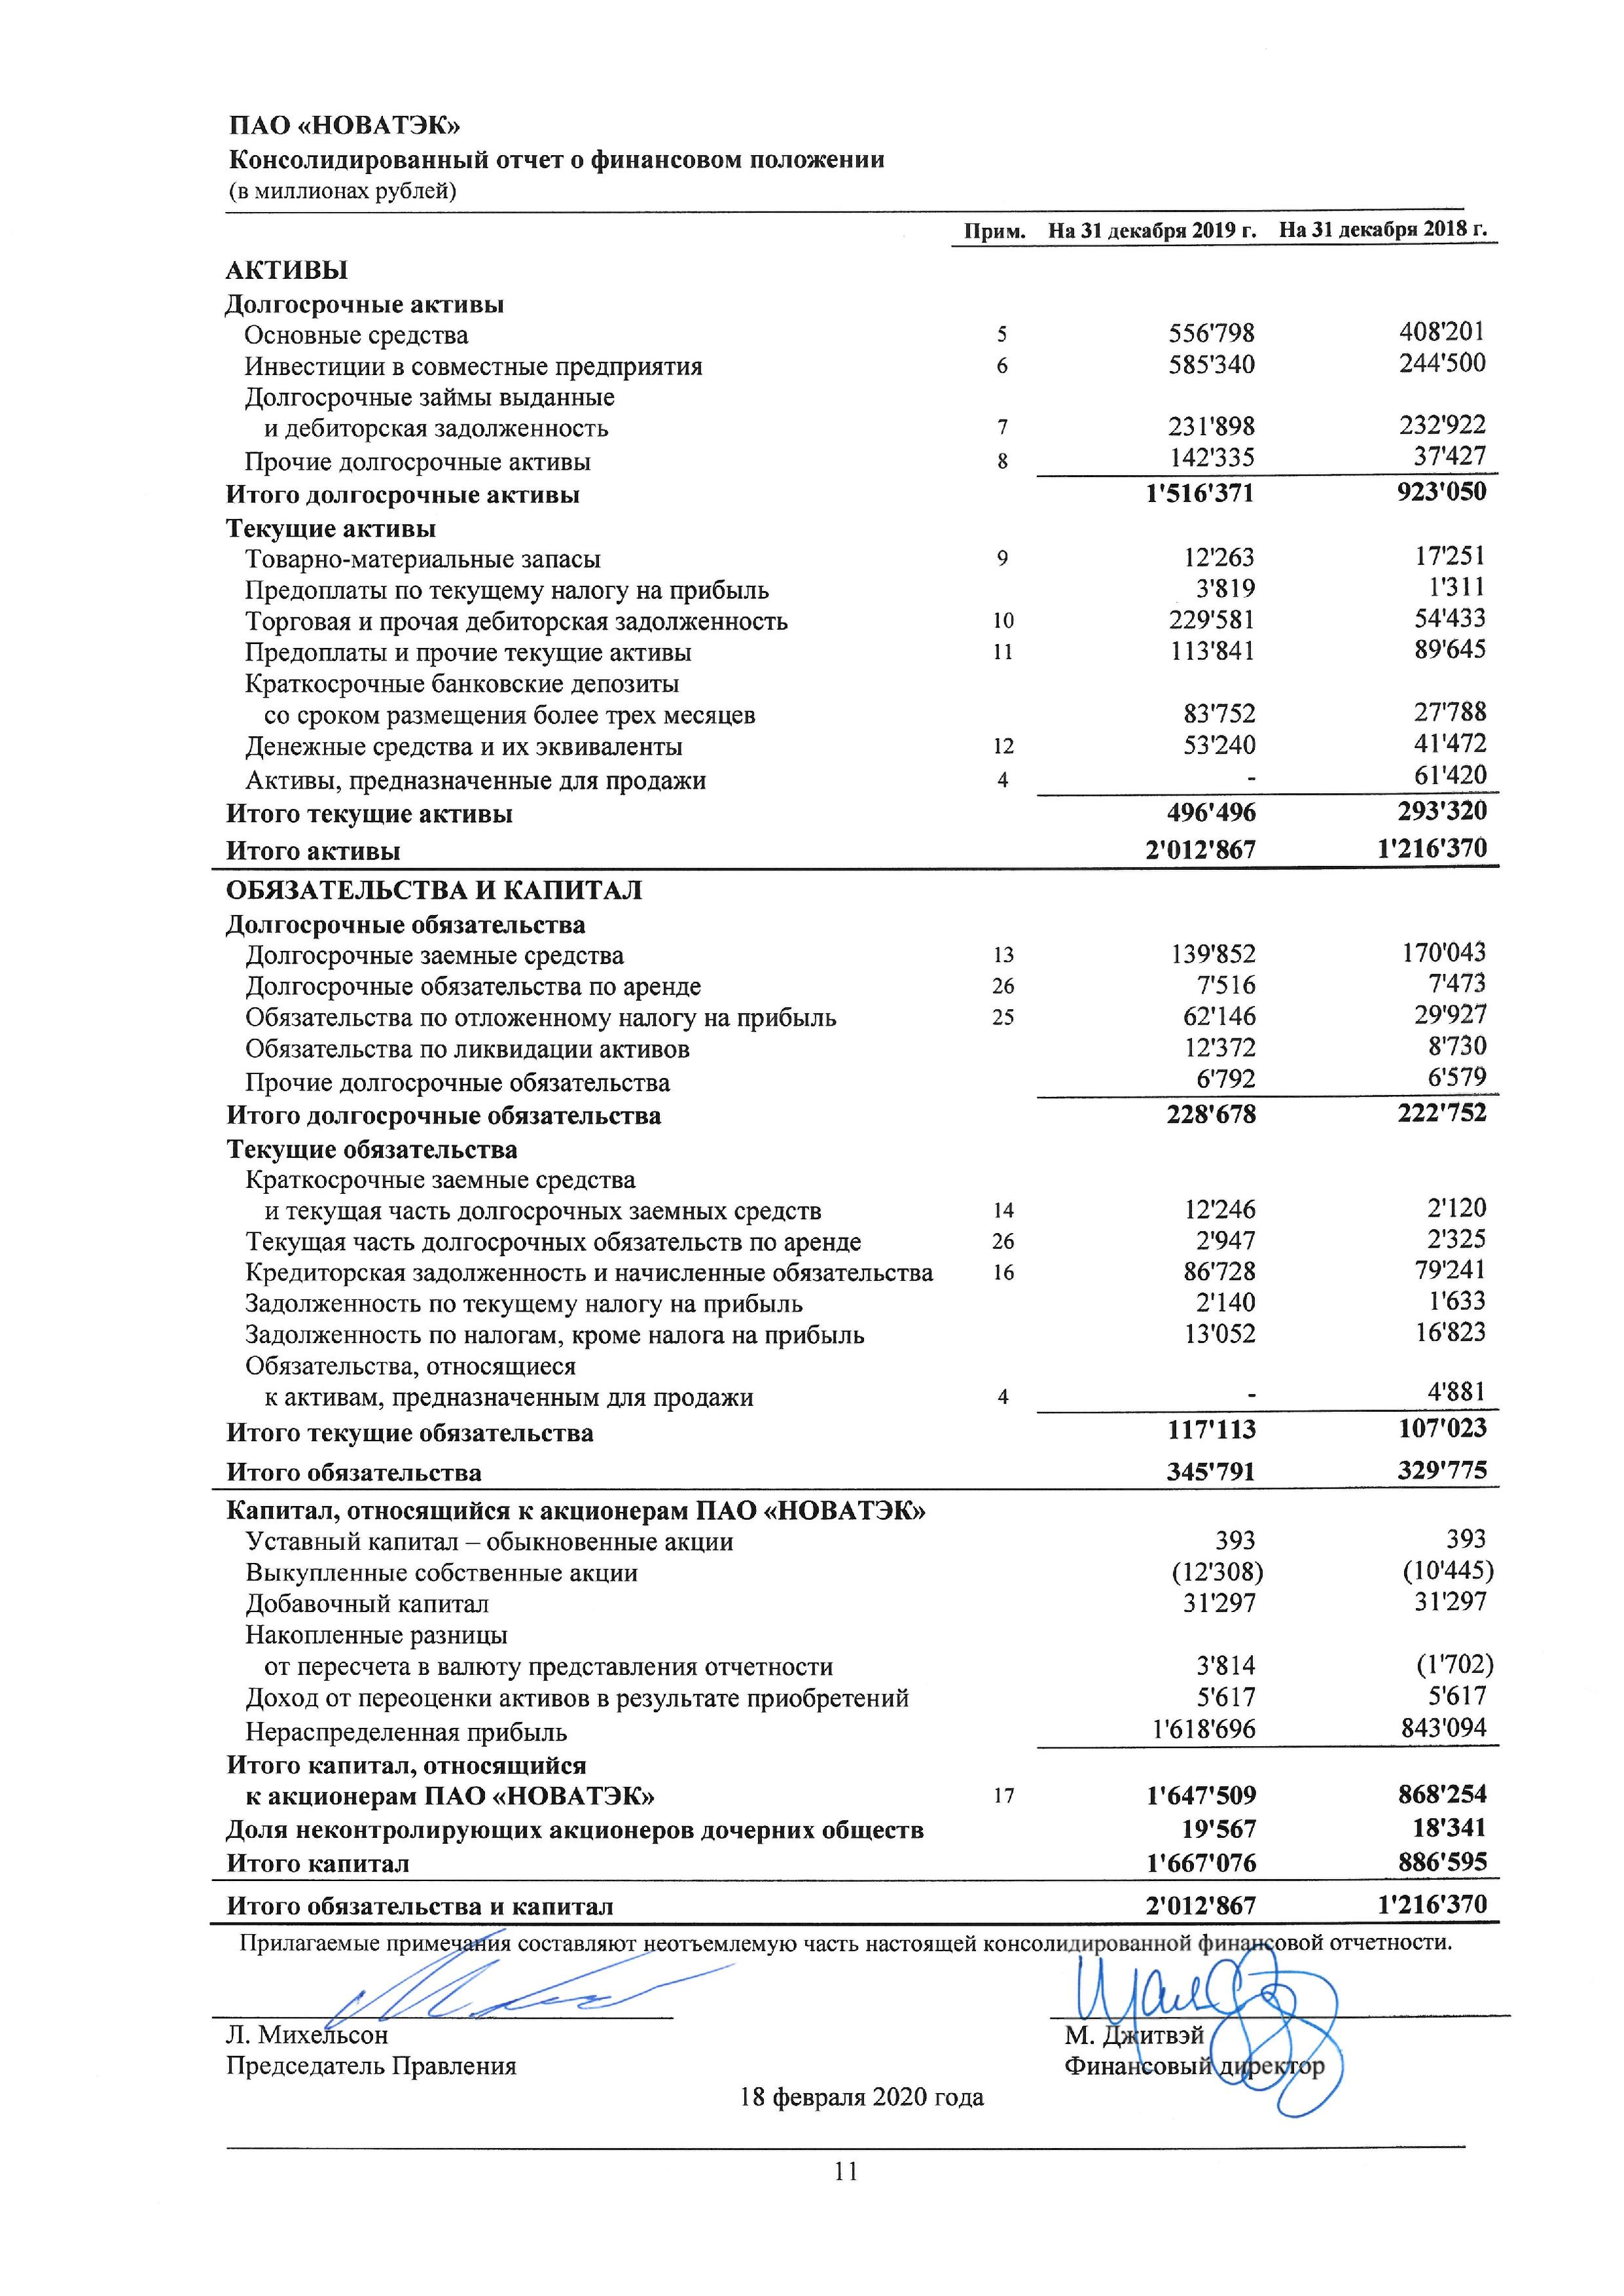 ПАО «НОВАТЭК»
Консолидированный отчет о финансовом положении
(в миллионах рублей)
Прим. На 31 декабря 2019 г. На 31 декабря 2018 г.
АКТИВЫ
Долгосрочные активы
Основные средства 5 556'798 408'201
Инвестиции в совместные предприятия 6 585'340 244'500
Долгосрочные займы выданные
и дебиторская задолженность 7 231'898 232'922
Прочие долгосрочные активы 8 142'335 37'427
Итого долгосрочные активы 1'516'371 923'050
Текущие активы
Товарно-материальные запасы 9 12'263 17'251
Предоплаты по текущему налогу на прибыль 3'819 1'311
Торговая и прочая дебиторская задолженность 10 229'581 54'433
Предоплаты и прочие текущие активы 11 113'841 89'645
Краткосрочные банковские депозиты
со сроком размещения более трех месяцев 83'752 27'788
Денежные средства и их эквиваленты 12 53'240 41'472
Активы, предназначенные для продажи 4 - 61'420
Итого текущие активы 496'496 293'320
Итого активы 2'012'867 1'216'370
ОБЯЗАТЕЛЬСТВА И КАПИТАЛ
Долгосрочные обязательства
Долгосрочные заемные средства 13 139'852 170'043
Долгосрочные обязательства по аренде 26 7'516 7'473
Обязательства по отложенному налогу на прибыль 25 62'146 29'927
Обязательства по ликвидации активов 12'372 8'730
Прочие долгосрочные обязательства 6'792 6'579
Итого долгосрочные обязательства 228'678 222'752
Текущие обязательства
Краткосрочные заемные средства
и текущая часть долгосрочных заемных средств 14 12'246 2'120
Текущая часть долгосрочных обязательств по аренде 26 2'947 2'325
Кредиторская задолженность и начисленные обязательства 16 86'728 79'241
Задолженность по текущему налогу на прибыль 2'140 1'633
Задолженность по налогам, кроме налога на прибыль 13'052 16'823
Обязательства, относящиеся
к активам, предназначенным для продажи 4 - 4'881
Итого текущие обязательства 117'113 107'023
Итого обязательства 345'791 329'775
Капитал, относящийся к акционерам ПАО «НОВАТЭК»
Уставный капитал – обыкновенные акции 393 393
Выкупленные собственные акции (12'308) (10'445)
Добавочный капитал 31'297 31'297
Накопленные разницы
от пересчета в валюту представления отчетности 3'814 (1'702)
Доход от переоценки активов в результате приобретений 5'617 5'617
Нераспределенная прибыль 1'618'696 843'094
Итого капитал, относящийся
к акционерам ПАО «НОВАТЭК» 17 1'647'509 868'254
Доля неконтролирующих акционеров дочерних обществ 19'567 18'341
Итого капитал 1'667'076 886'595
Итого обязательства и капитал 2'012'867 1'216'370
Прилагаемые примечания составляют неотъемлемую часть настоящей консолидированной финансовой отчетности.
Л. Михельсон М. Джитвэй
Председатель Правления Финансовый директор
18 февраля 2020 года
11